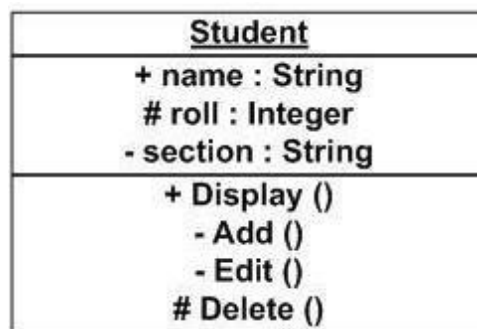 Student
+ name : String
# roll : Integer
- section : String
+ Display ()
- Add ()
- Edit ()
# Delete ()